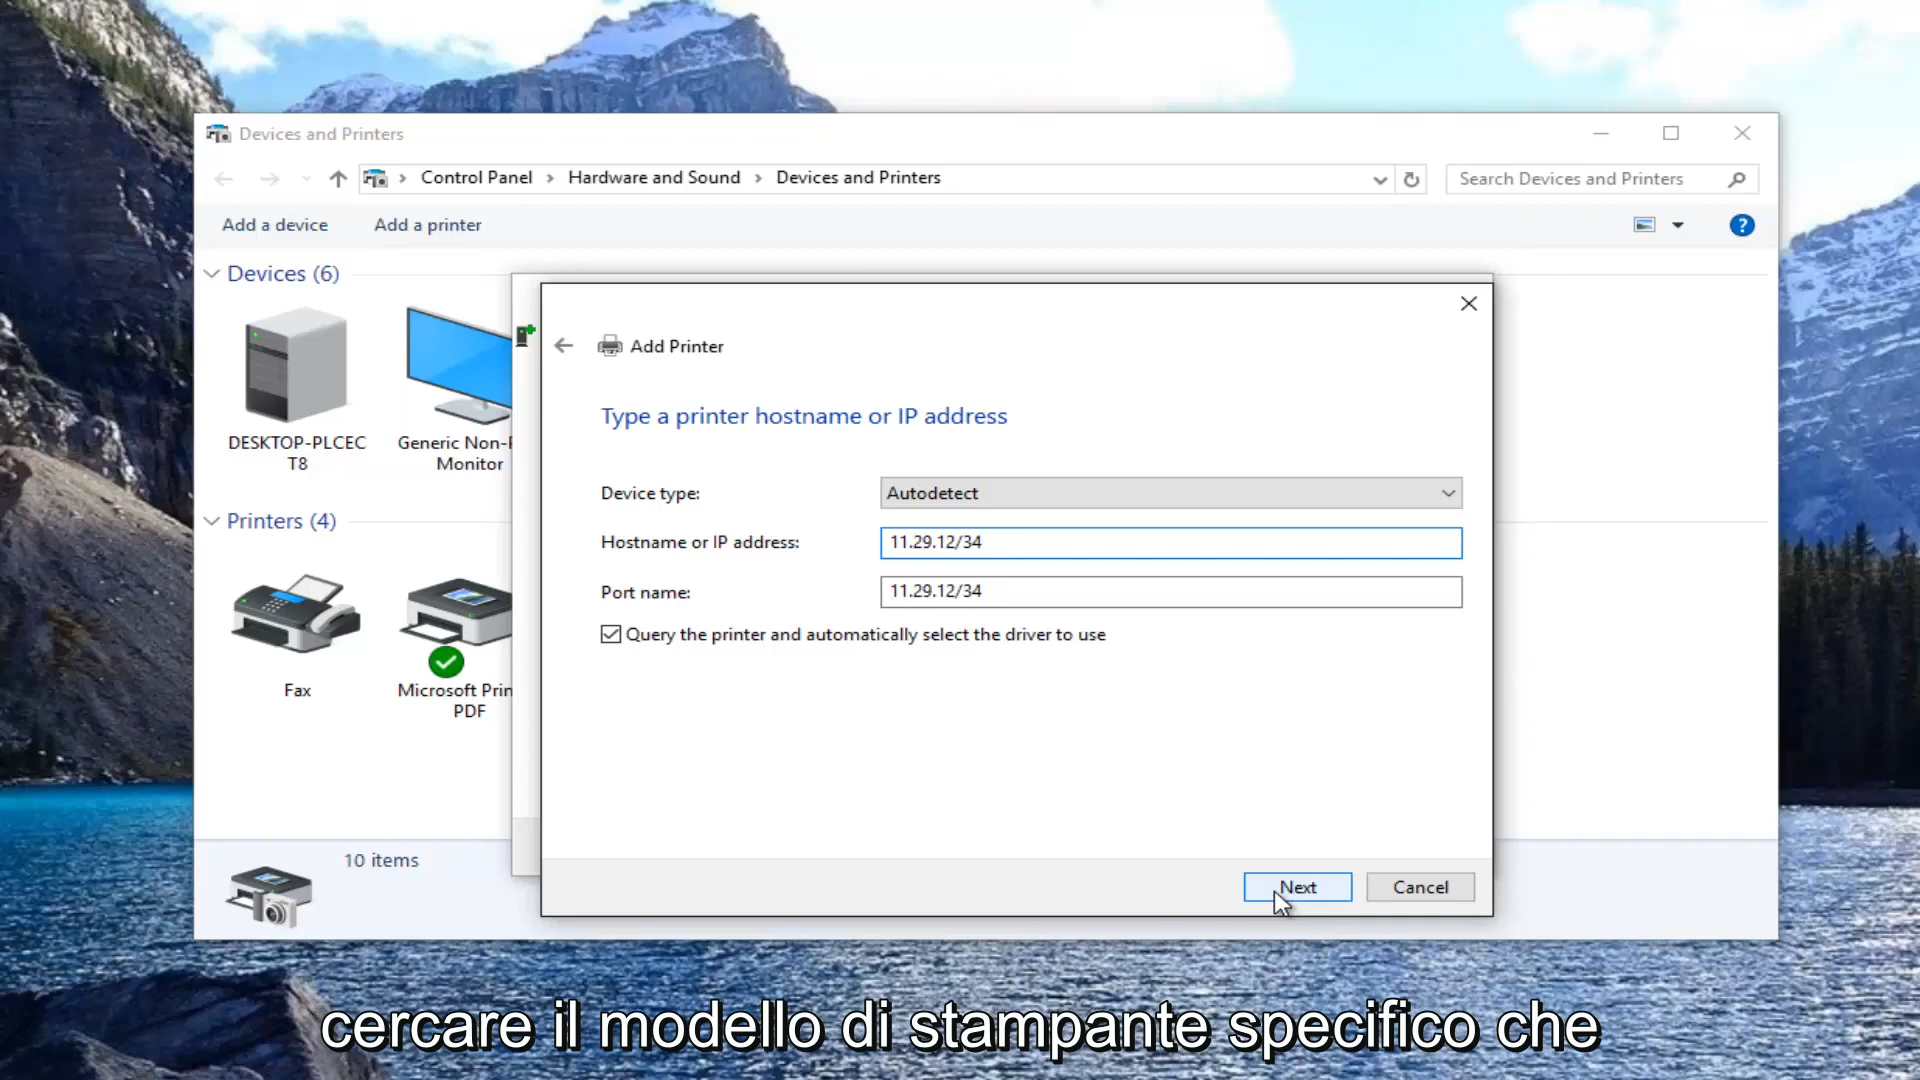 Devices and Printers
Control Panel > Hardware and Sound > Devices and Printers
Search Devices and Printers
Add a device
Add a printer
?
Devices (6)
DESKTOP-PLCEC
T8
Generic Non-P
Monitor
Printers (4)
Fax
Microsoft Prin
PDF
10 items
Add Printer
Type a printer hostname or IP address
Device type:
Autodetect
Hostname or IP address:
11.29.12/34
Port name:
11.29.12/34
Query the printer and automatically select the driver to use
Next
Cancel
cercare il modello di stampante specifico che